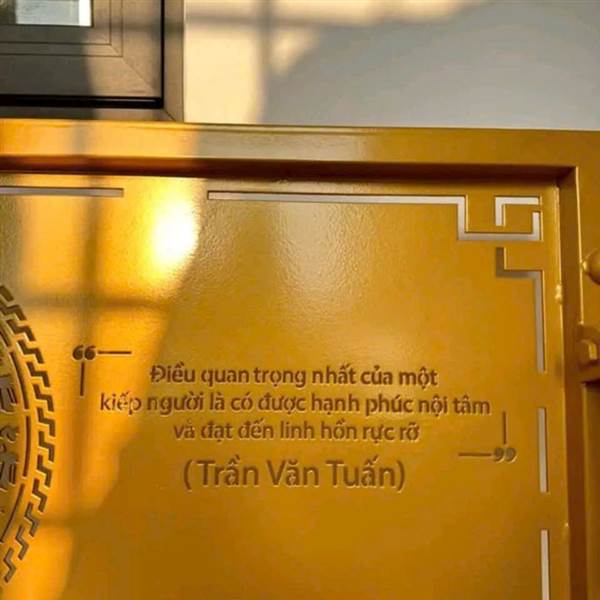 “
Điều quan trọng nhất của một
kiếp người là có được hạnh phúc nội tâm
và đạt đến linh hồn rực rỡ
”
(Trần Văn Tuấn)